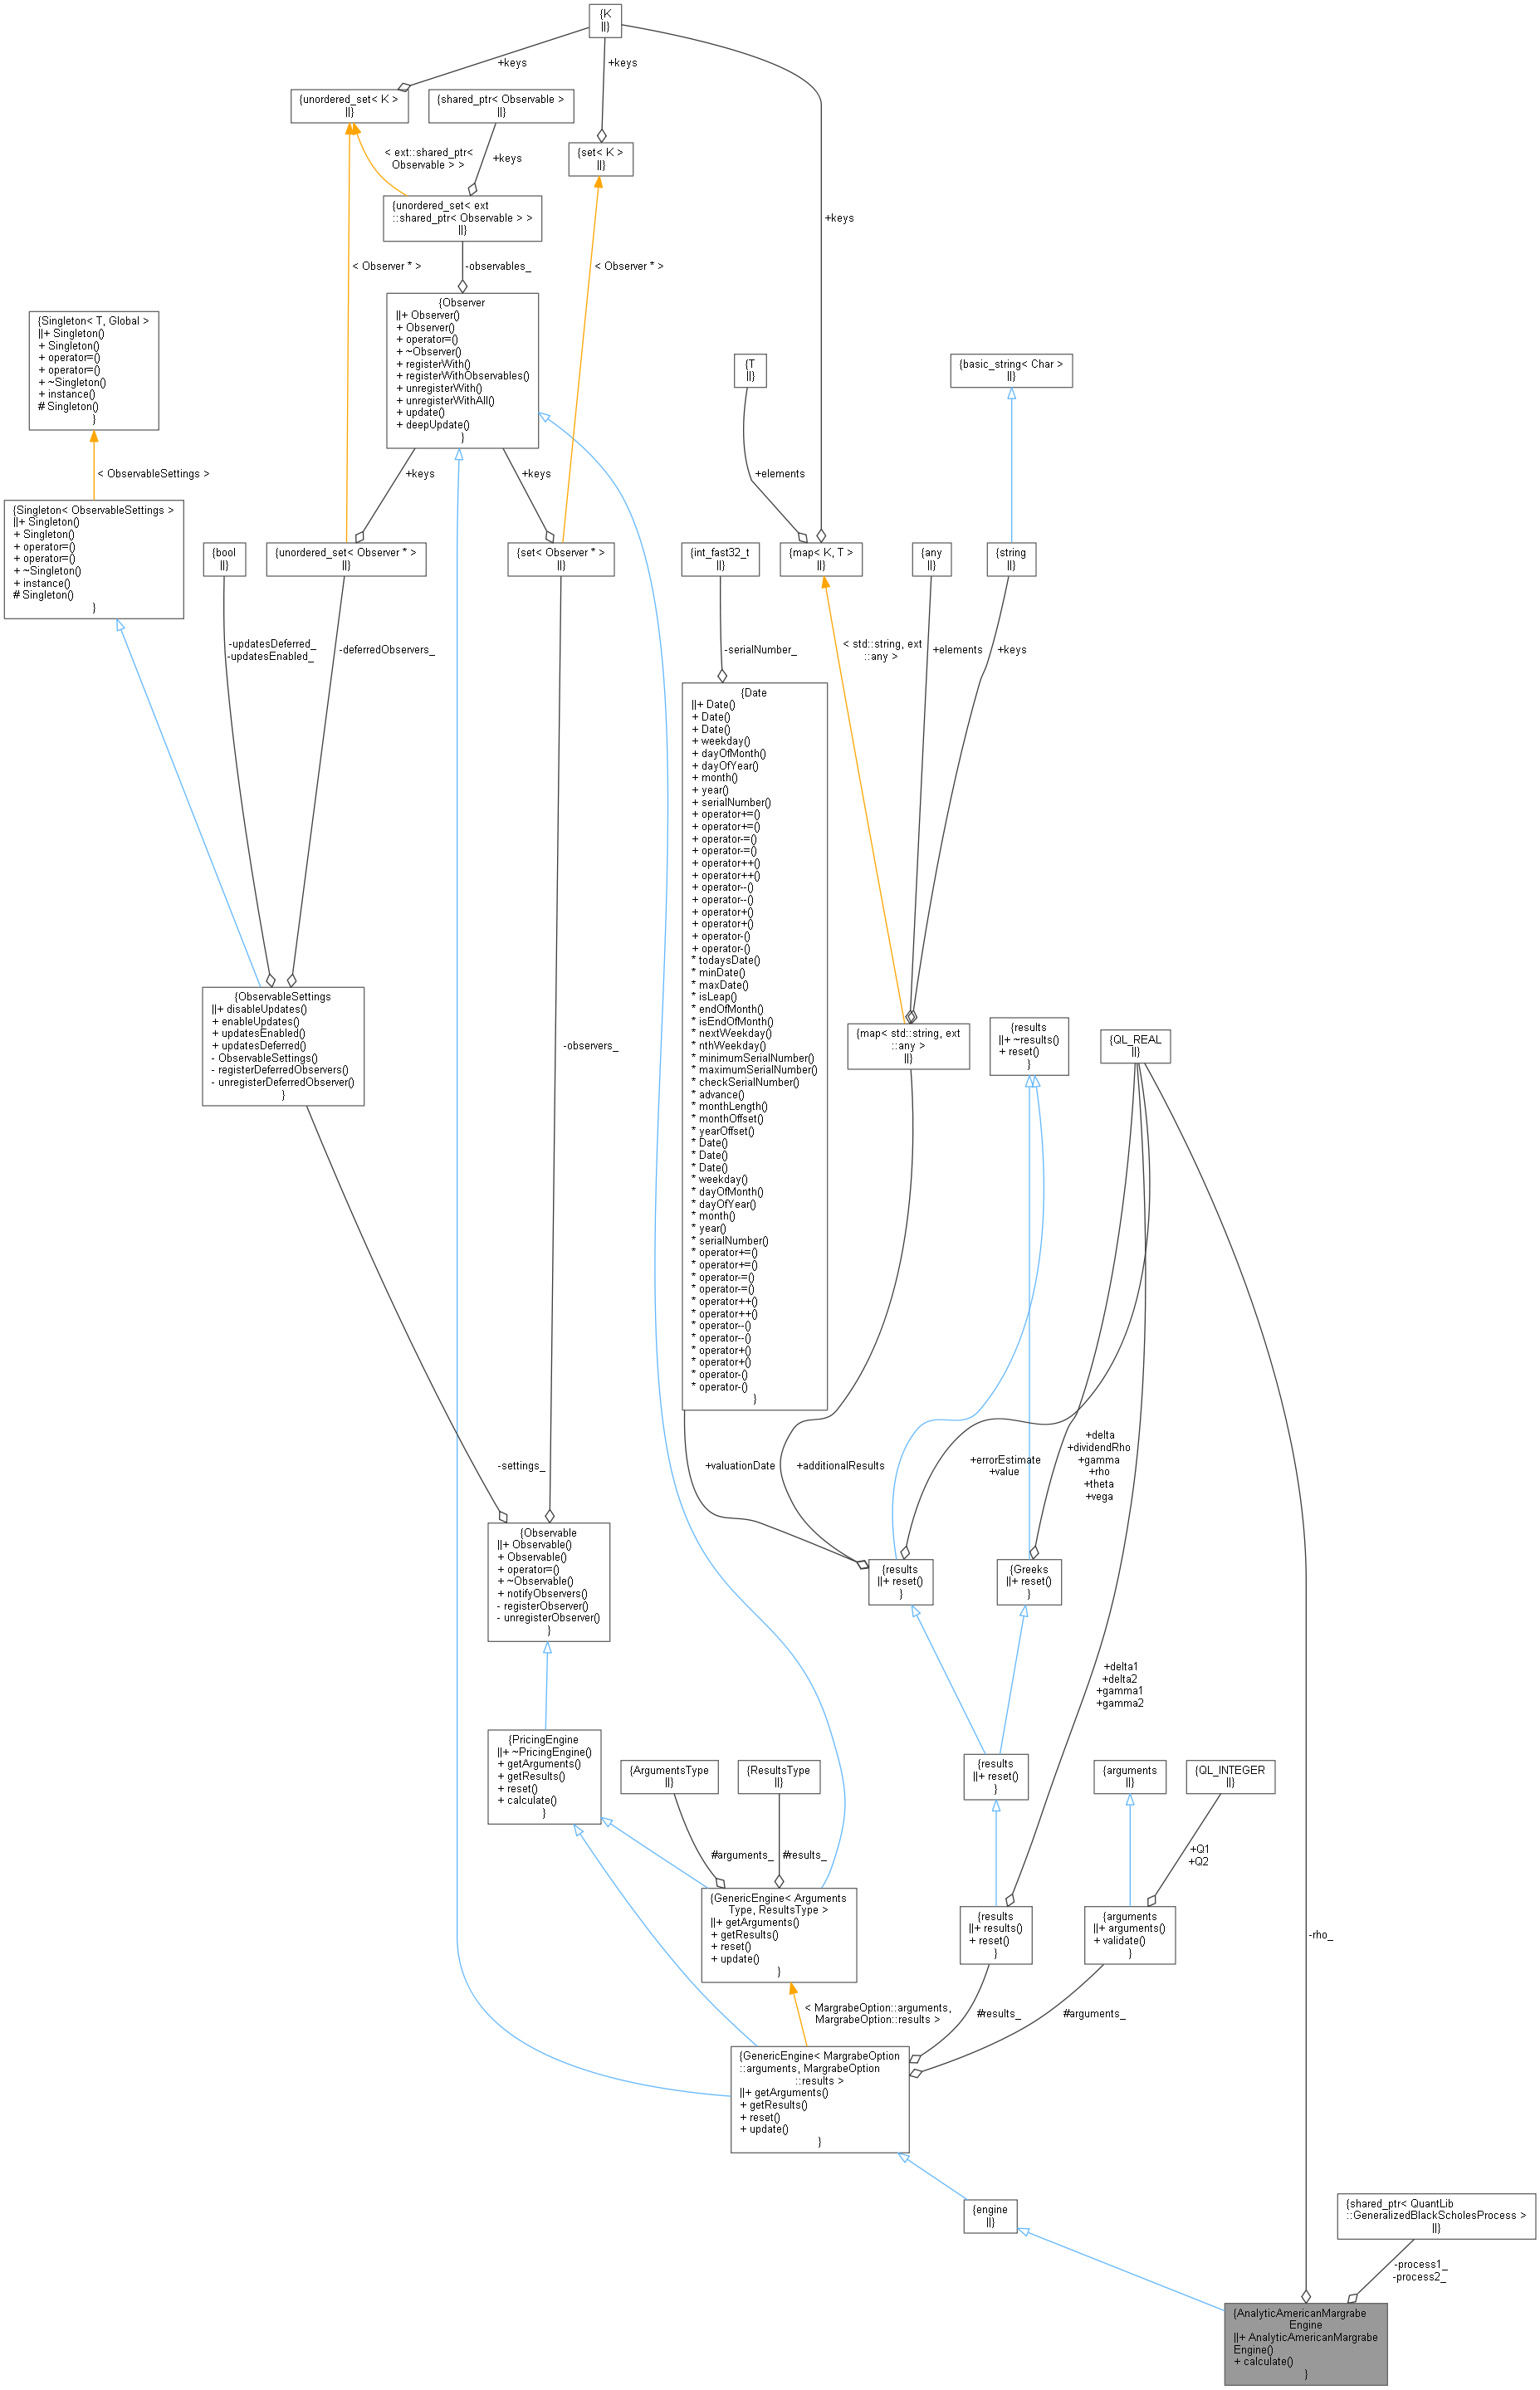 {K
||}
+keys
+keys
{unordered_set< K >
||}
{shared_ptr< Observable >
||}
{set< K >
||}
< ext::shared_ptr<
Observable > >
+keys
{unordered_set< ext
::shared_ptr< Observable > >
||}
+keys
< Observer * >
-observables_
< Observer * >
{Observer
||+ Observer()
+ Observer()
+ operator=()
+ ~Observer()
+ registerWith()
+ registerWithObservables()
+ unregisterWith()
+ unregisterWithAll()
+ update()
+ deepUpdate()
}
{Singleton< T, Global >
||+ Singleton()
+ Singleton()
+ operator=()
+ operator=()
+ ~Singleton()
+ instance()
# Singleton()
}
{T
||}
{basic_string< Char >
||}
< ObservableSettings >
+keys
+keys
+elements
{Singleton< ObservableSettings >
||+ Singleton()
+ Singleton()
+ operator=()
+ operator=()
+ ~Singleton()
+ instance()
# Singleton()
}
{bool
||}
{unordered_set< Observer * >
||}
{set< Observer * >
||}
{int_fast32_t
||}
{map< K, T >
||}
{any
||}
{string
||}
-updatesDeferred_
-updatesEnabled_
-deferredObservers_
-serialNumber_
< std::string, ext
::any >
+elements
+keys
{Date
||+ Date()
+ Date()
+ Date()
+ weekday()
+ dayOfMonth()
+ dayOfYear()
+ month()
+ year()
+ serialNumber()
+ operator+=()
+ operator+=()
+ operator-=()
+ operator-=()
+ operator++()
+ operator++()
+ operator--()
+ operator--()
+ operator+()
+ operator+()
+ operator-()
+ operator-()
* todaysDate()
* minDate()
* maxDate()
* isLeap()
* endOfMonth()
* isEndOfMonth()
* nextWeekday()
* nthWeekday()
* minimumSerialNumber()
* maximumSerialNumber()
* checkSerialNumber()
* advance()
* monthLength()
* monthOffset()
* yearOffset()
* Date()
* Date()
* Date()
* weekday()
* dayOfMonth()
* dayOfYear()
* month()
* year()
* serialNumber()
* operator+=()
* operator+=()
* operator-=()
* operator-=()
* operator++()
* operator++()
* operator--()
* operator--()
* operator+()
* operator+()
* operator-()
* operator-()
}
{ObservableSettings
||+ disableUpdates()
+ enableUpdates()
+ updatesEnabled()
+ updatesDeferred()
- ObservableSettings()
- registerDeferredObservers()
- unregisterDeferredObserver()
}
-observers_
{map< std::string, ext
::any >
||}
{results
||+ ~results()
+ reset()
}
{QL_REAL
||}
-settings_
+valuationDate
+additionalResults
+errorEstimate
+value
+delta
+dividendRho
+gamma
+rho
+theta
+vega
{Observable
||+ Observable()
+ Observable()
+ operator=()
+ ~Observable()
+ notifyObservers()
- registerObserver()
- unregisterObserver()
}
{results
||+ reset()
}
{Greeks
||+ reset()
}
+delta1
+delta2
+gamma1
+gamma2
{PricingEngine
||+ ~PricingEngine()
+ getArguments()
+ getResults()
+ reset()
+ calculate()
}
{ArgumentsType
||}
{ResultsType
||}
{results
||+ reset()
}
{arguments
||}
{QL_INTEGER
||}
#arguments_
#results_
+Q1
+Q2
{GenericEngine< Arguments
Type, ResultsType >
||+ getArguments()
+ getResults()
+ reset()
+ update()
}
{results
||+ results()
+ reset()
}
{arguments
||+ arguments()
+ validate()
}
-rho_
< MargrabeOption::arguments,
MargrabeOption::results >
#results_
#arguments_
{GenericEngine< MargrabeOption
::arguments, MargrabeOption
::results >
||+ getArguments()
+ getResults()
+ reset()
+ update()
}
{engine
||}
{shared_ptr< QuantLib
::GeneralizedBlackScholesProcess >
||}
-process1_
-process2_
{AnalyticAmericanMargrabe
Engine
||+ AnalyticAmericanMargrabe
Engine()
+ calculate()
}